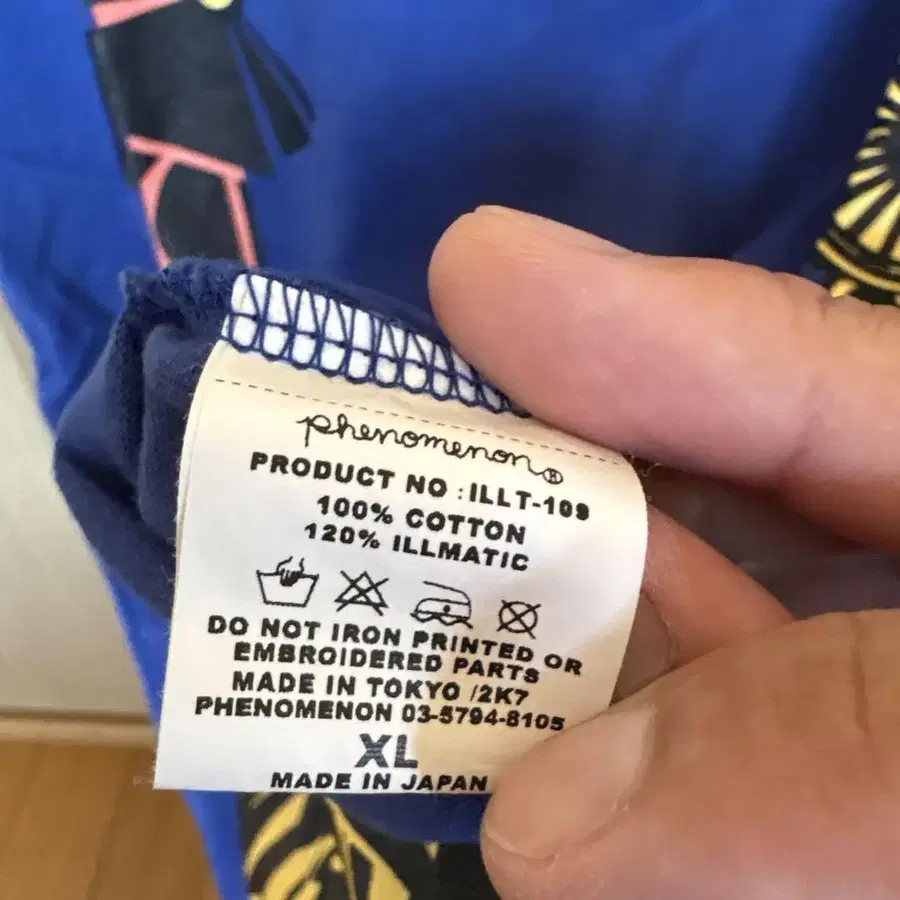 phenomenon®
PRODUCT NO :ILLT-109
100% COTTON
120% ILLMATIC
DO NOT IRON PRINTED OR
EMBROIDERED PARTS
MADE IN TOKYO /2K7
PHENOMENON 03-5794-8105
XL
MADE IN JAPAN